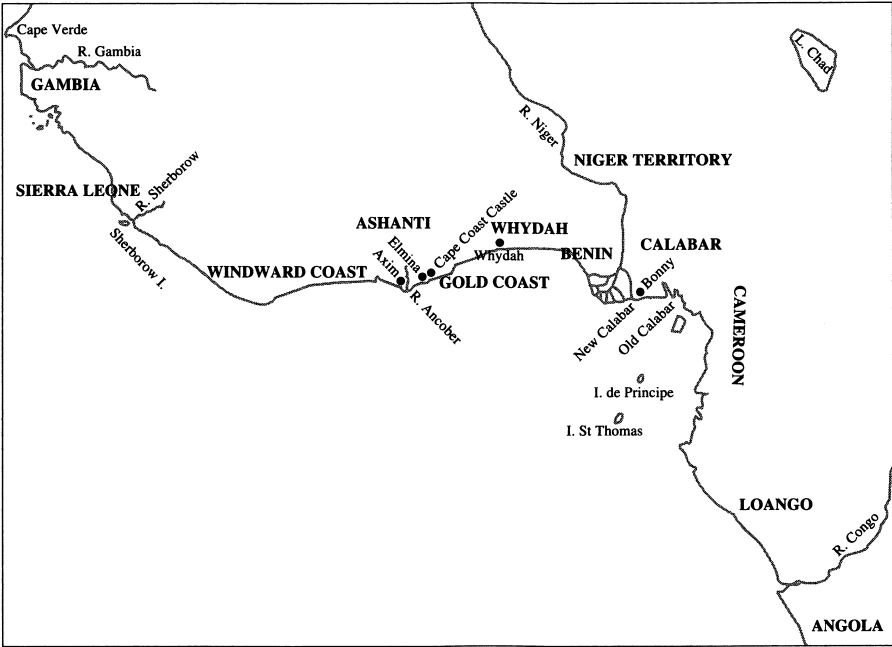 Cape Verde
R. Gambia
GAMBIA
L. Chad
R. Niger
NIGER TERRITORY
SIERRA LEONE
R. Sherborow
Sherborow I.
ASHANTI
Cape Coast Castle
Elmina
Axim
WHYDAH
Whydah
BENIN
CALABAR
WINDWARD COAST
GOLD COAST
R. Ancober
Bonny
New Calabar
Old Calabar
CAMEROON
I. de Principe
I. St Thomas
LOANGO
R. Congo
ANGOLA